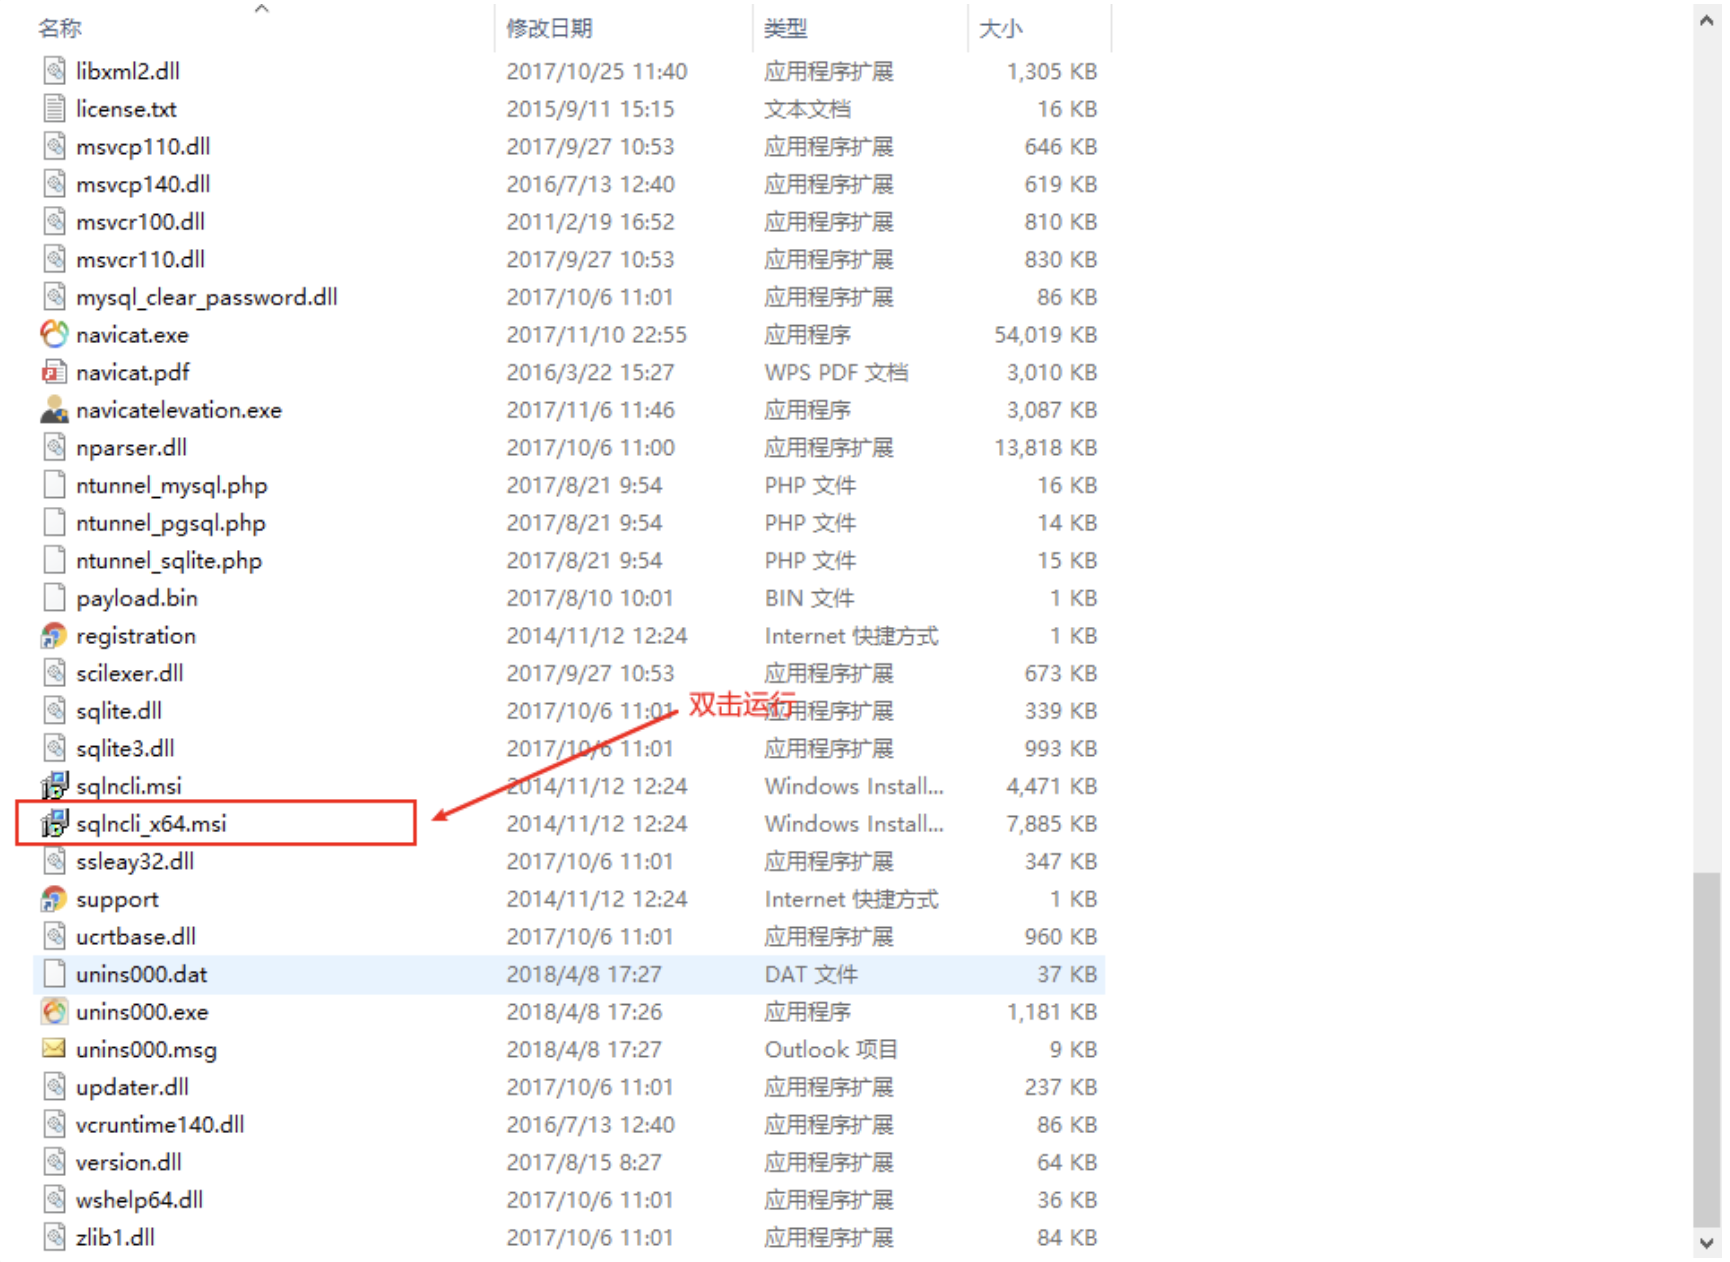 名称 修改日期 类型 大小
libxml2.dll 2017/10/25 11:40 应用程序扩展 1,305 KB
license.txt 2015/9/11 15:15 文本文档 16 KB
msvcp110.dll 2017/9/27 10:53 应用程序扩展 646 KB
msvcp140.dll 2016/7/13 12:40 应用程序扩展 619 KB
msvcr100.dll 2011/2/19 16:52 应用程序扩展 810 KB
msvcr110.dll 2017/9/27 10:53 应用程序扩展 830 KB
mysql_clear_password.dll 2017/10/6 11:01 应用程序扩展 86 KB
navicat.exe 2017/11/10 22:55 应用程序 54,019 KB
navicat.pdf 2016/3/22 15:27 WPS PDF 文档 3,010 KB
navicatelevation.exe 2017/11/6 11:46 应用程序 3,087 KB
nparser.dll 2017/10/6 11:00 应用程序扩展 13,818 KB
ntunnel_mysql.php 2017/8/21 9:54 PHP 文件 16 KB
ntunnel_pgsql.php 2017/8/21 9:54 PHP 文件 14 KB
ntunnel_sqlite.php 2017/8/21 9:54 PHP 文件 15 KB
payload.bin 2017/8/10 10:01 BIN 文件 1 KB
registration 2014/11/12 12:24 Internet 快捷方式 1 KB
scilexer.dll 2017/9/27 10:53 应用程序扩展 673 KB
双击运行
sqlite.dll 2017/10/6 11:01 应用程序扩展 339 KB
sqlite3.dll 2017/10/6 11:01 应用程序扩展 993 KB
sqlncli.msi 2014/11/12 12:24 Windows Install... 4,471 KB
sqlncli_x64.msi 2014/11/12 12:24 Windows Install... 7,885 KB
ssleay32.dll 2017/10/6 11:01 应用程序扩展 347 KB
support 2014/11/12 12:24 Internet 快捷方式 1 KB
ucrtbase.dll 2017/10/6 11:01 应用程序扩展 960 KB
unins000.dat 2018/4/8 17:27 DAT 文件 37 KB
unins000.exe 2018/4/8 17:26 应用程序 1,181 KB
unins000.msg 2018/4/8 17:27 Outlook 项目 9 KB
updater.dll 2017/10/6 11:01 应用程序扩展 237 KB
vcruntime140.dll 2016/7/13 12:40 应用程序扩展 86 KB
version.dll 2017/8/15 8:27 应用程序扩展 64 KB
wshelp64.dll 2017/10/6 11:01 应用程序扩展 36 KB
zlib1.dll 2017/10/6 11:01 应用程序扩展 84 KB